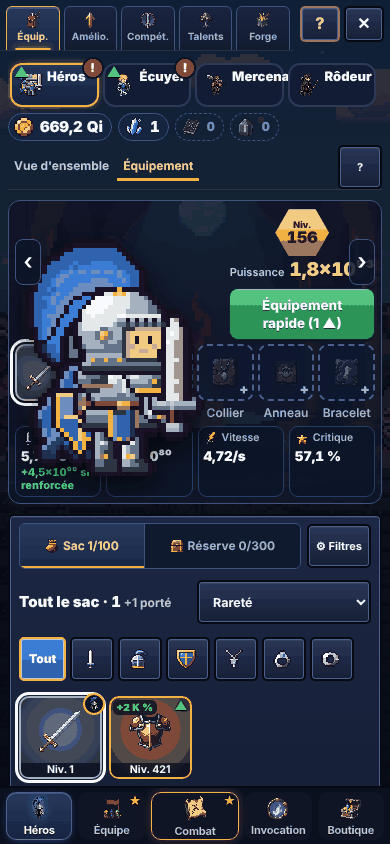 Équip.
Amélio.
Compét.
Talents
Forge
?
✕
Héros
!
Écuye
!
Mercena
Rôdeur
669,2 Qi
1
0
0
Vue d'ensemble
Équipement
?
Niv.
156
Puissance 1,8×10
Équipement
rapide (1 ▲)
Collier
Anneau
Bracelet
Vitesse
4,72/s
Critique
57,1 %
renforcée
Sac 1/100
Réserve 0/300
Filtres
Tout le sac · 1 +1 porté
Rareté
Tout
Niv. 1
+2 K %
Niv. 421
Héros
Équipe
Combat
Invocation
Boutique